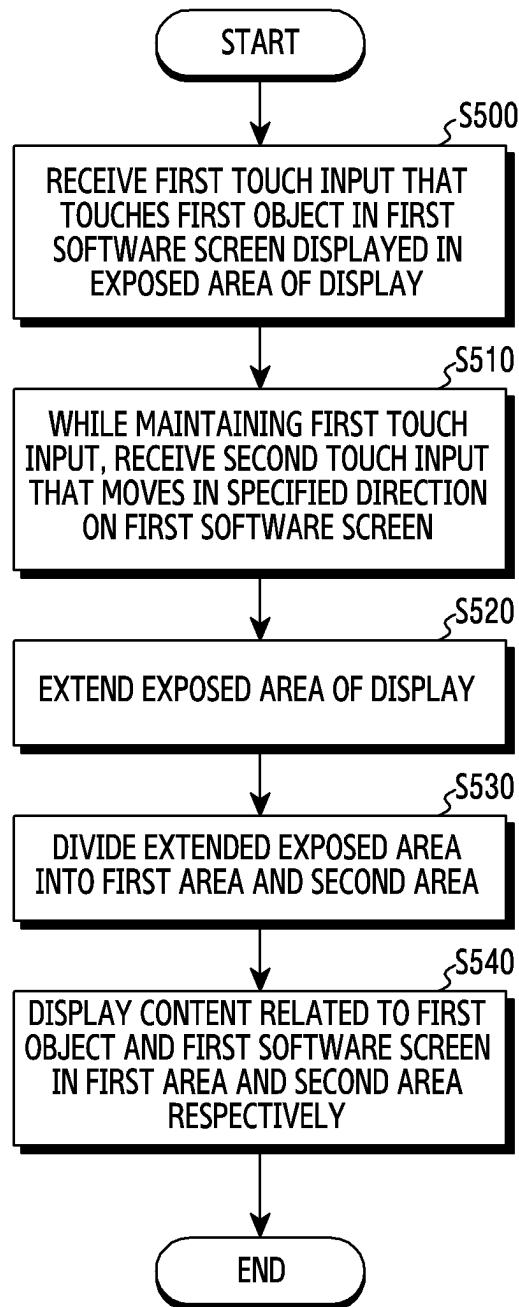 START
S500
RECEIVE FIRST TOUCH INPUT THAT
TOUCHES FIRST OBJECT IN FIRST
SOFTWARE SCREEN DISPLAYED IN
EXPOSED AREA OF DISPLAY
S510
WHILE MAINTAINING FIRST TOUCH
INPUT, RECEIVE SECOND TOUCH INPUT
THAT MOVES IN SPECIFIED DIRECTION
ON FIRST SOFTWARE SCREEN
S520
EXTEND EXPOSED AREA OF DISPLAY
S530
DIVIDE EXTENDED EXPOSED AREA
INTO FIRST AREA AND SECOND AREA
S540
DISPLAY CONTENT RELATED TO FIRST
OBJECT AND FIRST SOFTWARE SCREEN
IN FIRST AREA AND SECOND AREA
RESPECTIVELY
END